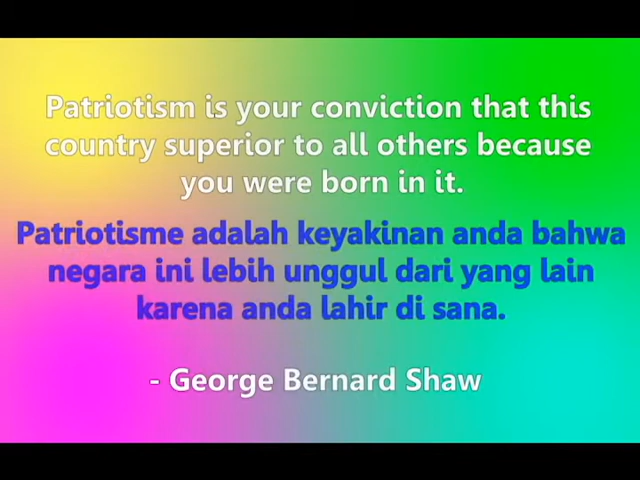 Patriotism is your conviction that this
country superior to all others because
you were born in it.
Patriotisme adalah keyakinan anda bahwa
negara ini lebih unggul dari yang lain
karena anda lahir di sana.
- George Bernard Shaw